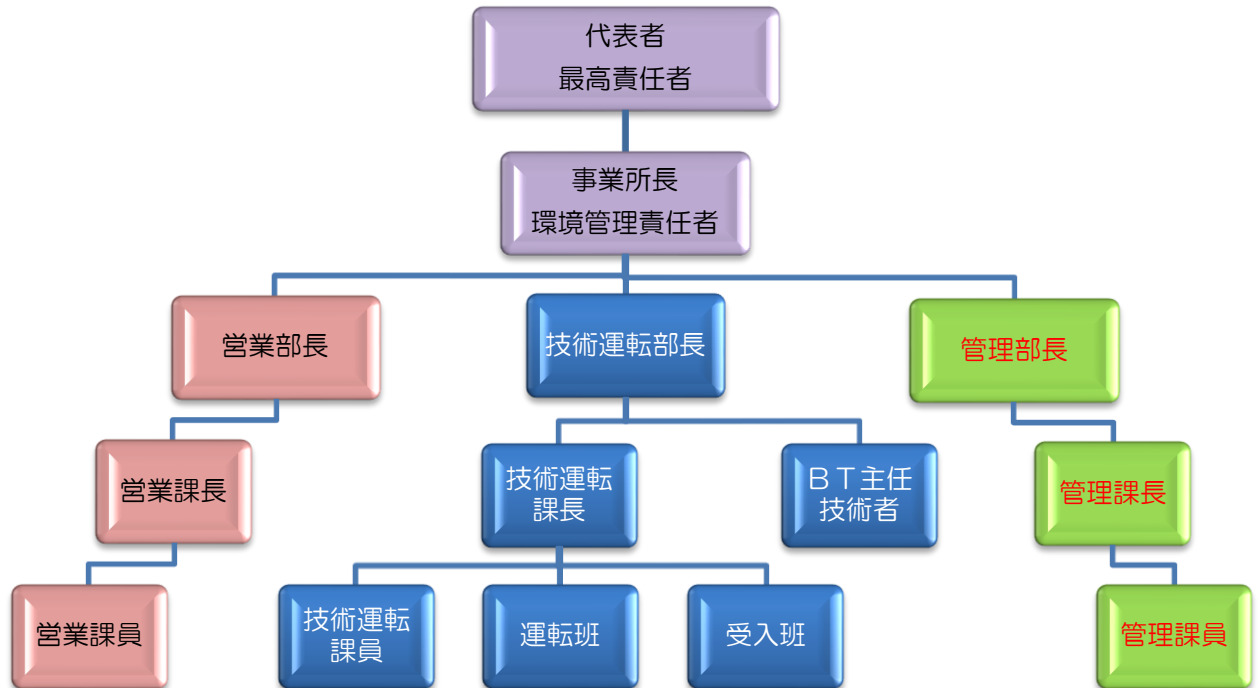 代表者
最高責任者
事業所長
環境管理責任者
営業部長
技術運転部長
管理部長
営業課長
技術運転
課長
ＢＴ主任
技術者
管理課長
営業課員
技術運転
課員
運転班
受入班
管理課員